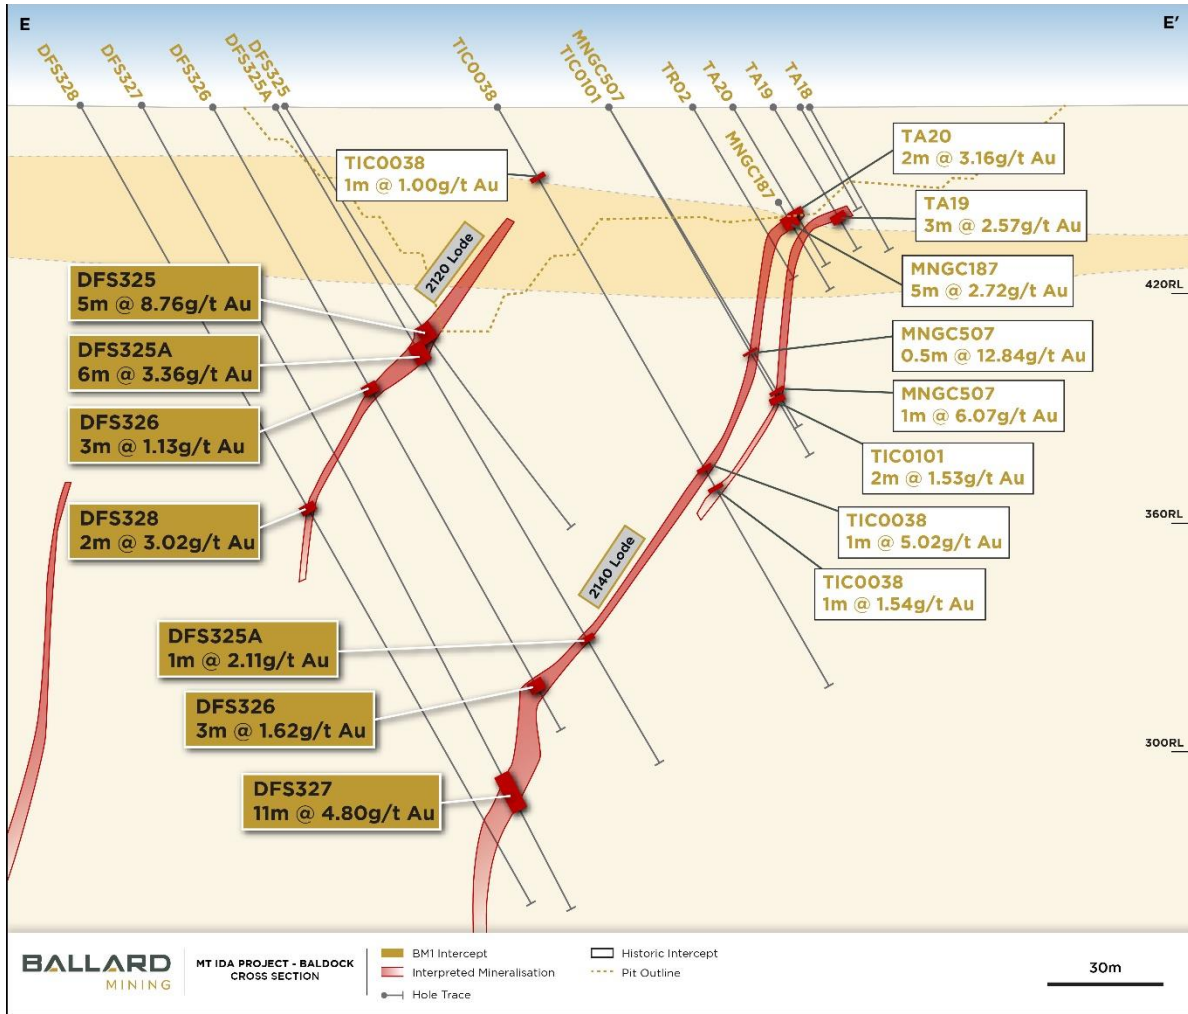 E
E'
DFS328
DFS327
DFS326
DFS325A
DFS325
TIC0038
MNGC507
TIC0101
TR02
TA20
TA19
TA18
MNGC187
TIC0038
1m @ 1.00g/t Au
TA20
2m @ 3.16g/t Au
TA19
3m @ 2.57g/t Au
2120 Lode
MNGC187
5m @ 2.72g/t Au
420RL
DFS325
5m @ 8.76g/t Au
DFS325A
6m @ 3.36g/t Au
MNGC507
0.5m @ 12.84g/t Au
MNGC507
1m @ 6.07g/t Au
DFS326
3m @ 1.13g/t Au
TIC0101
2m @ 1.53g/t Au
DFS328
2m @ 3.02g/t Au
TIC0038
1m @ 5.02g/t Au
360RL
2140 Lode
TIC0038
1m @ 1.54g/t Au
DFS325A
1m @ 2.11g/t Au
DFS326
3m @ 1.62g/t Au
300RL
DFS327
11m @ 4.80g/t Au
BALLARD
MINING
MT IDA PROJECT - BALDOCK
CROSS SECTION
BM1 Intercept
Interpreted Mineralisation
Hole Trace
Historic Intercept
Pit Outline
30m